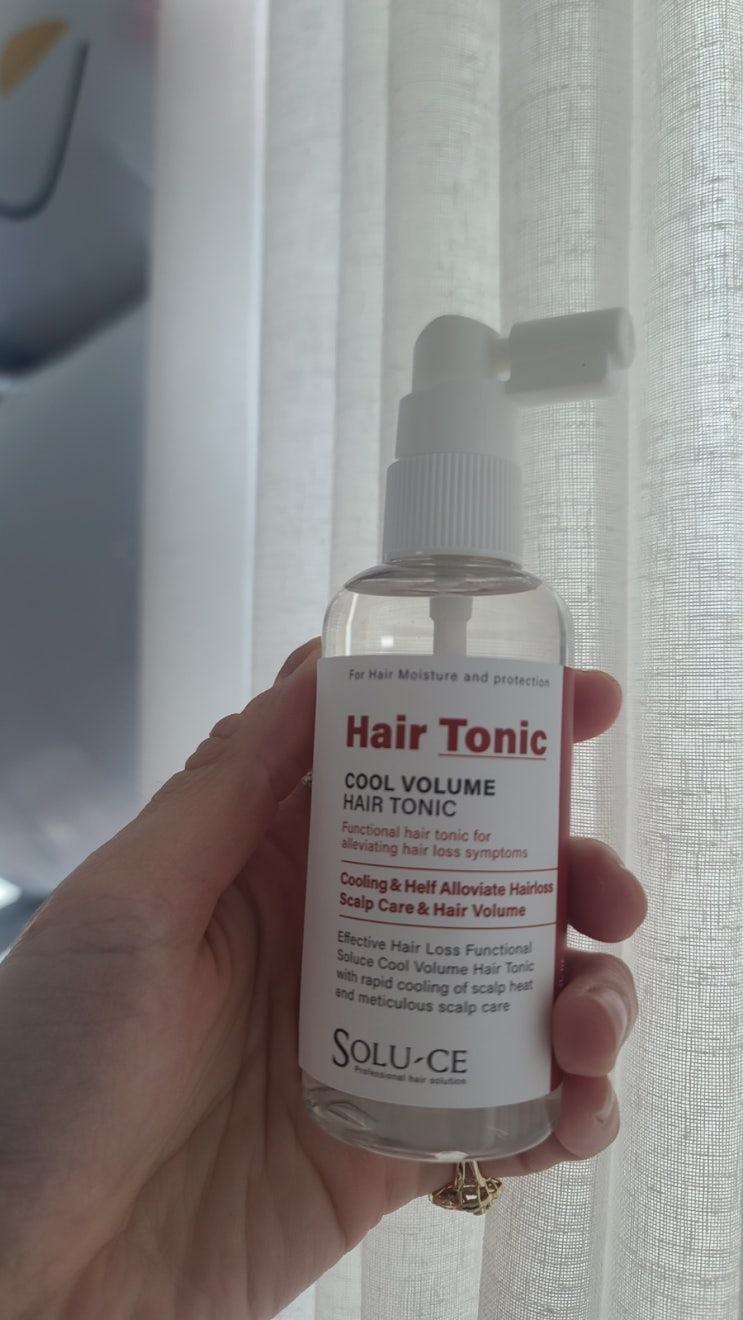 For Hair Moisture and protection
Hair Tonic
COOL VOLUME
HAIR TONIC
Functional hair tonic for
alleviating hair loss symptoms
Cooling & Helf Alloviate Hairloss
Scalp Care & Hair Volume
Effective Hair Loss Functional
Soluce Cool Volume Hair Tonic
with rapid cooling of scalp heat
and meticulous scalp care
SOLU-CE
Professional hair solution